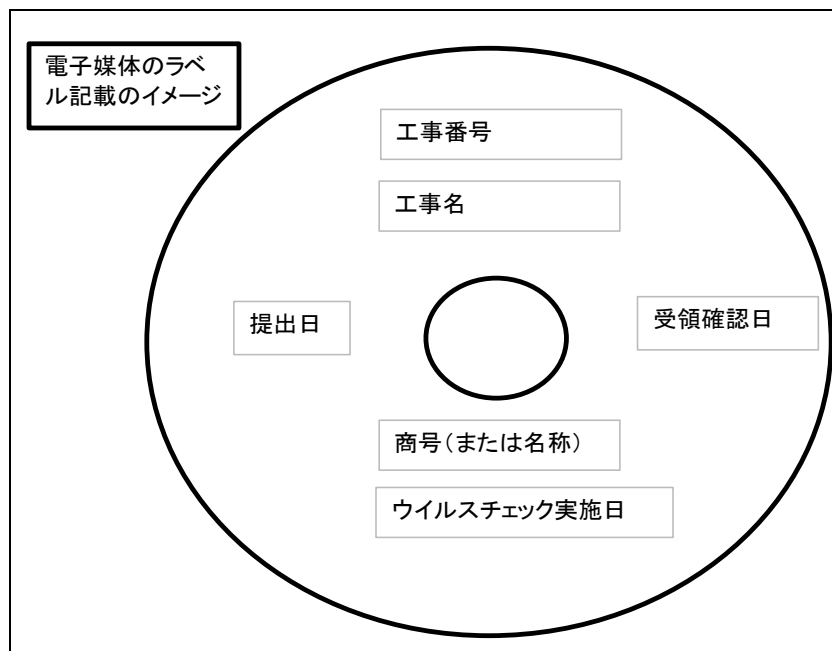 電子媒体のラベ
ル記載のイメージ
工事番号
工事名
提出日
受領確認日
商号（または名称）
ウイルスチェック実施日